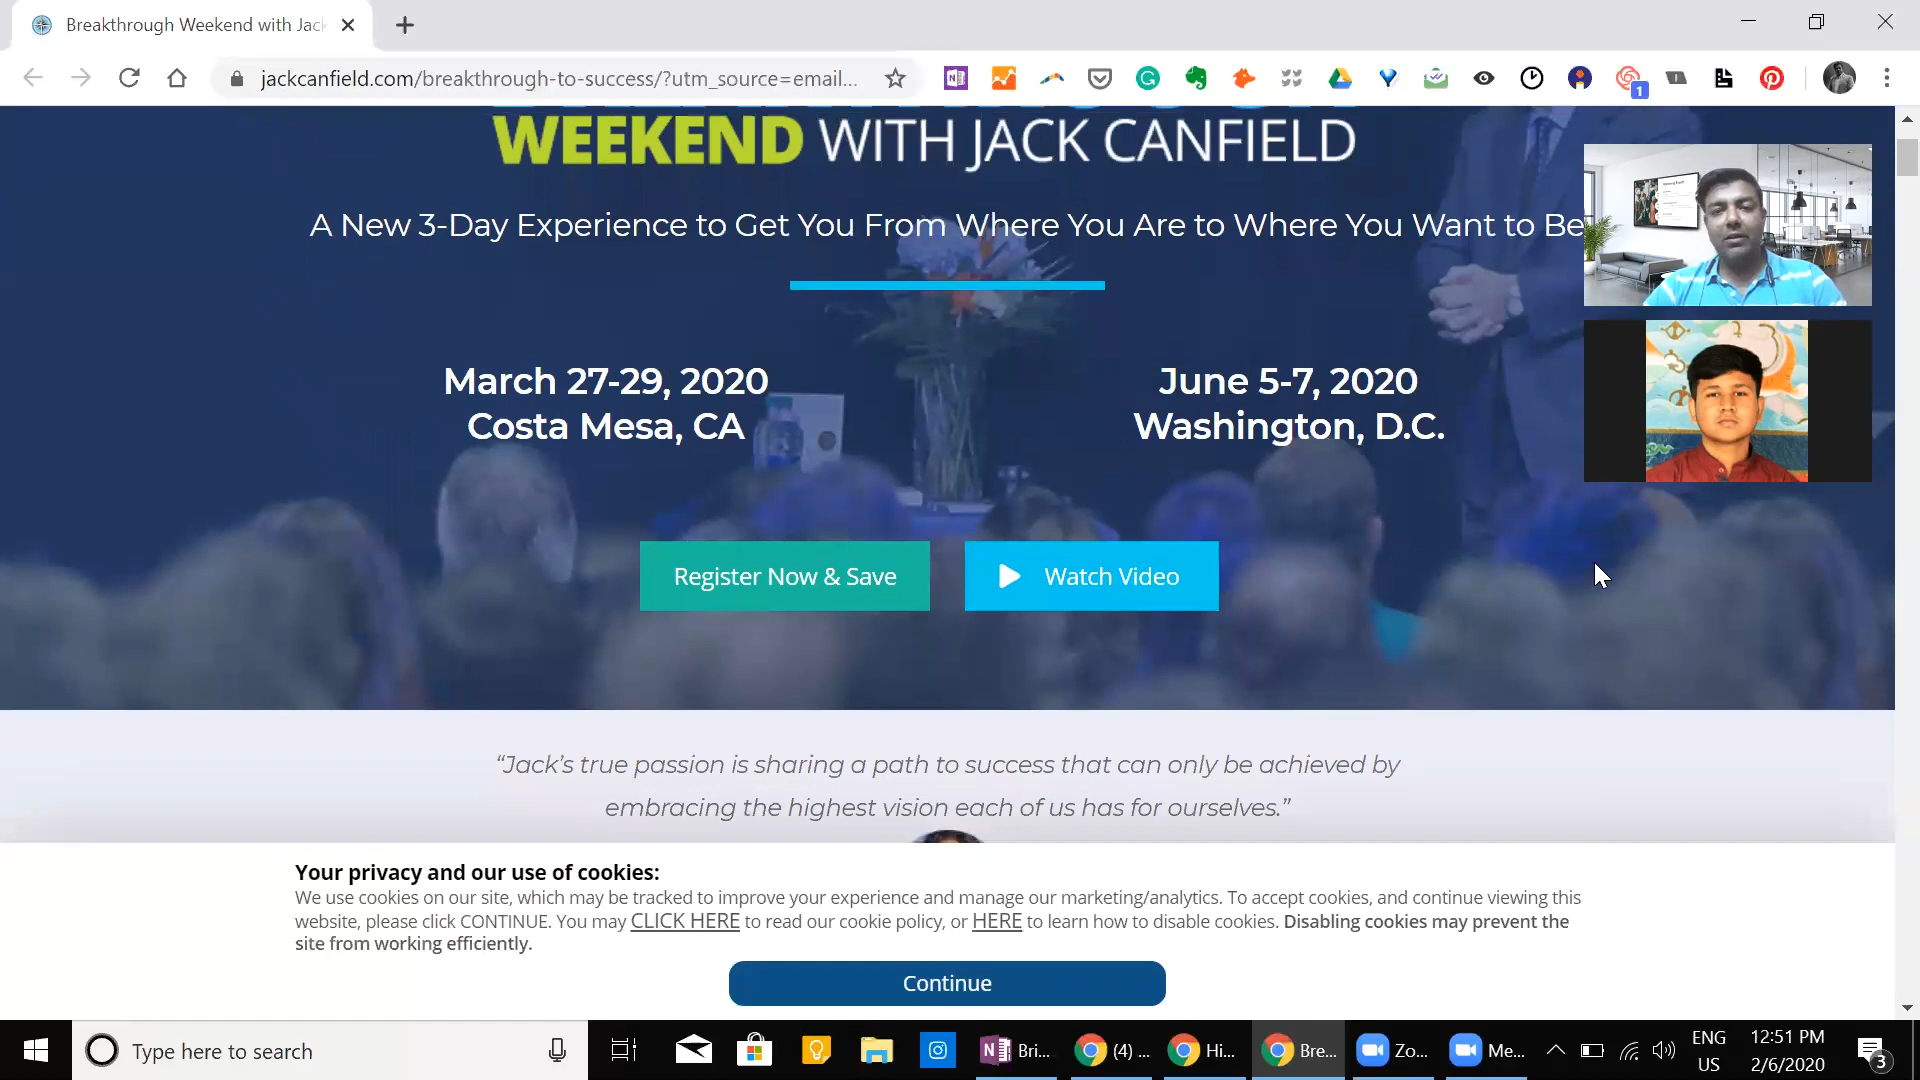 Breakthrough Weekend with Jac
jackcanfield.com/breakthrough-to-success/?utm_source=email...
1
WEEKEND WITH JACK CANFIELD
A New 3-Day Experience to Get You From Where You Are to Where You Want to Be
March 27-29, 2020
Costa Mesa, CA
June 5-7, 2020
Washington, D.C.
Register Now & Save
Watch Video
“Jack’s true passion is sharing a path to success that can only be achieved by
embracing the highest vision each of us has for ourselves.”
Your privacy and our use of cookies:
We use cookies on our site, which may be tracked to improve your experience and manage our marketing/analytics. To accept cookies, and continue viewing this
website, please click CONTINUE. You may CLICK HERE to read our cookie policy, or HERE to learn how to disable cookies. Disabling cookies may prevent the
site from working efficiently.
Continue
Type here to search
Bri...
(4) ...
Hi...
Bre...
Zo...
Me...
ENG
US
12:51 PM
2/6/2020
3